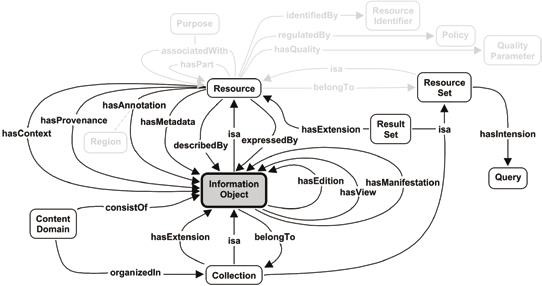 Purpose
identifiedBy
Resource
Identifier
associatedWith
regulatedBy
Policy
hasPart
hasQuality
Quality
Parameter
isa
Resource
belongTo
Resource
Set
hasAnnotation
hasProvenance
hasMetadata
hasContext
Region
isa
describedBy
expressedBy
hasExtension
Result
Set
isa
hasIntension
Information
Object
hasEdition
hasView
hasManifestation
Query
Content
Domain
consistOf
hasExtension
isa
belongTo
organizedIn
Collection